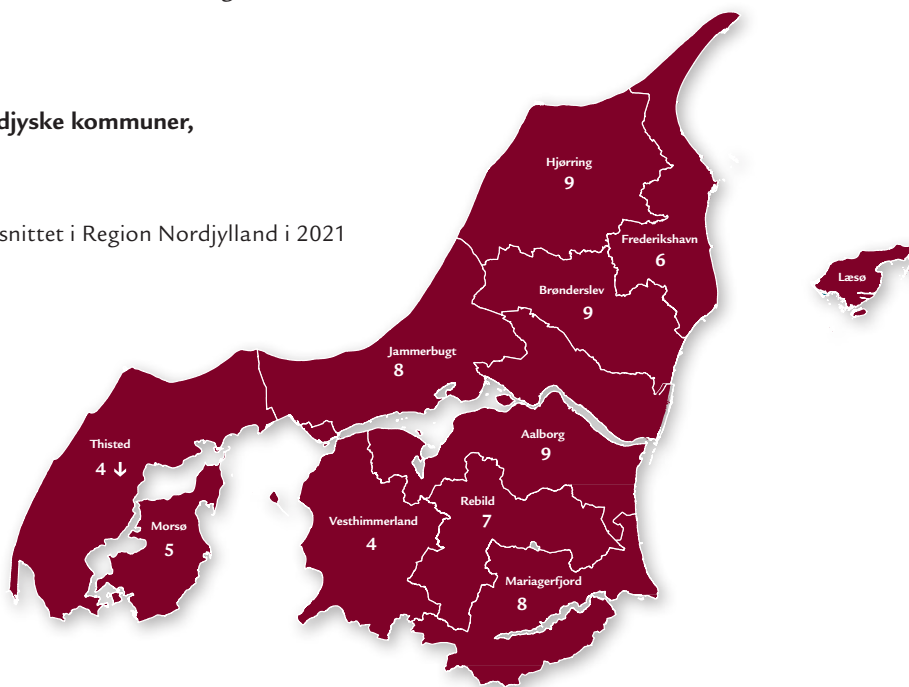 djyske kommuner,
snittet i Region Nordjylland i 2021
Hjørring
9
Frederikshavn
6
Læsø
Brønderslev
9
Jammerbugt
8
Aalborg
9
Thisted
4 ↓
Rebild
7
Vesthimmerland
4
Morsø
5
Mariagerfjord
8